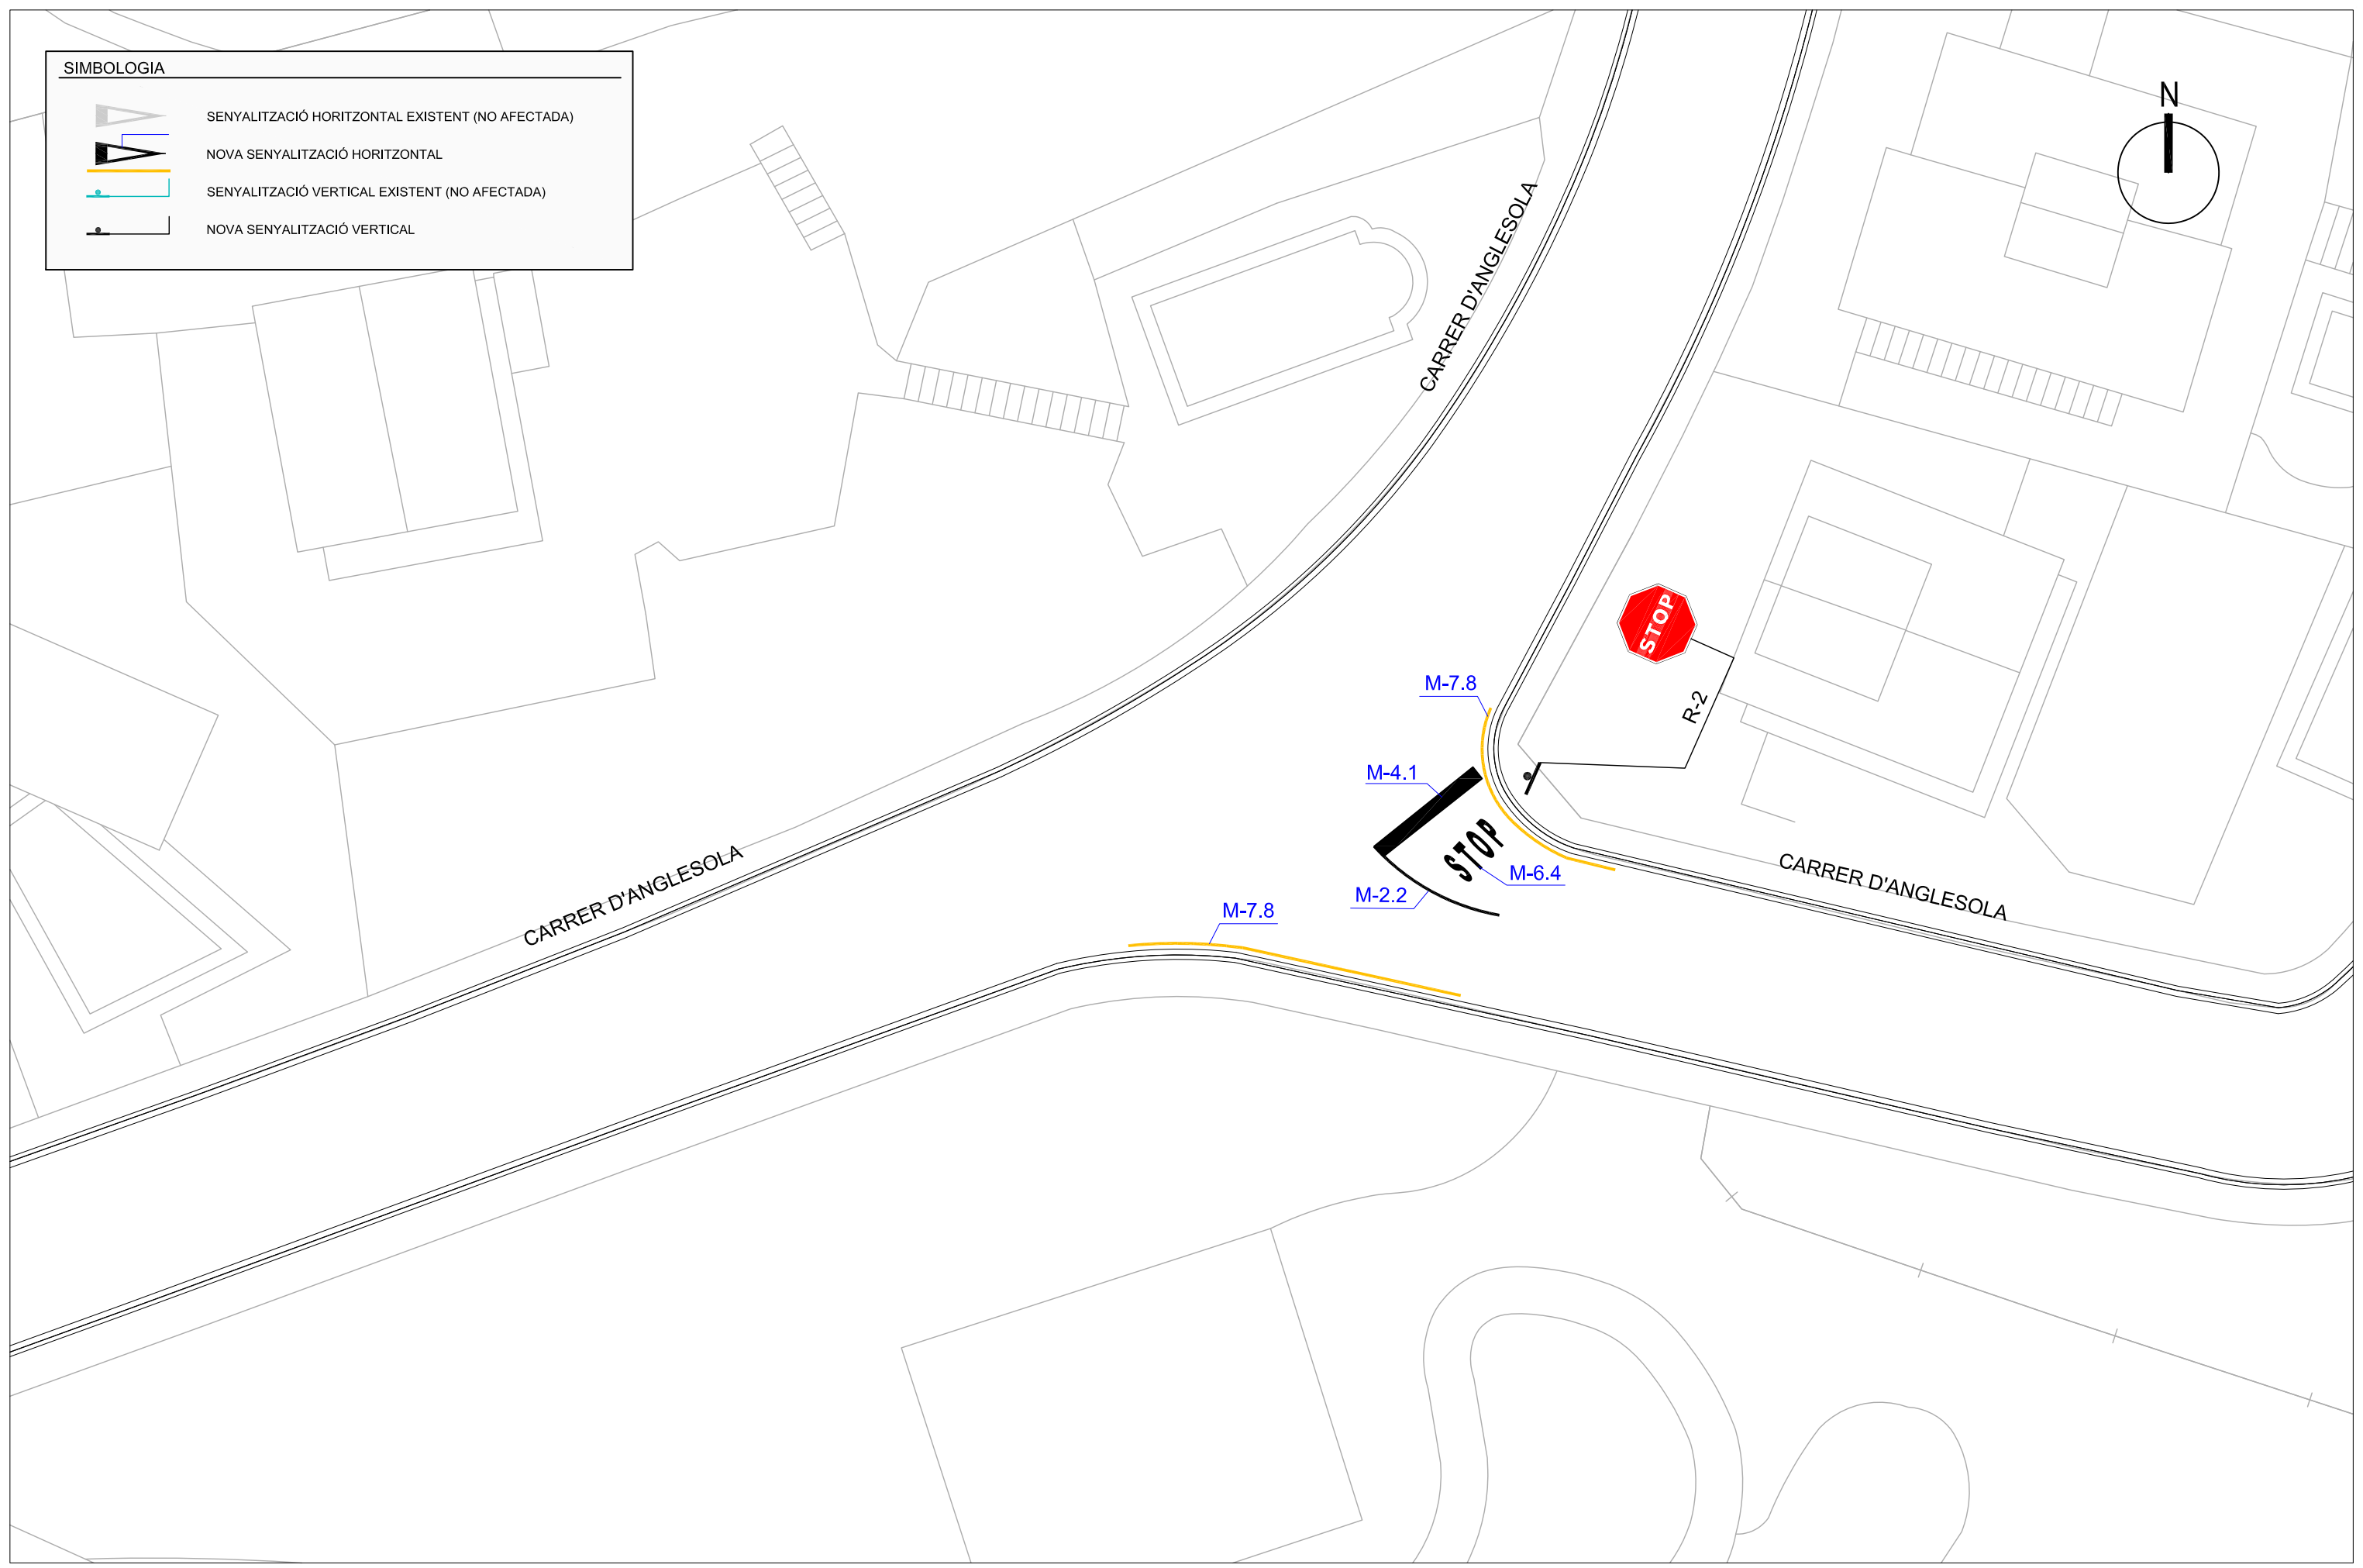 SIMBOLOGIA
SENYALITZACIÓ HORITZONTAL EXISTENT (NO AFECTADA)
NOVA SENYALITZACIÓ HORITZONTAL
SENYALITZACIÓ VERTICAL EXISTENT (NO AFECTADA)
NOVA SENYALITZACIÓ VERTICAL
N
CARRER D'ANGLESOLA
STOP
M-7.8
R-2
M-4.1
STOP
M-6.4
M-2.2
M-7.8
CARRER D'ANGLESOLA
CARRER D'ANGLESOLA